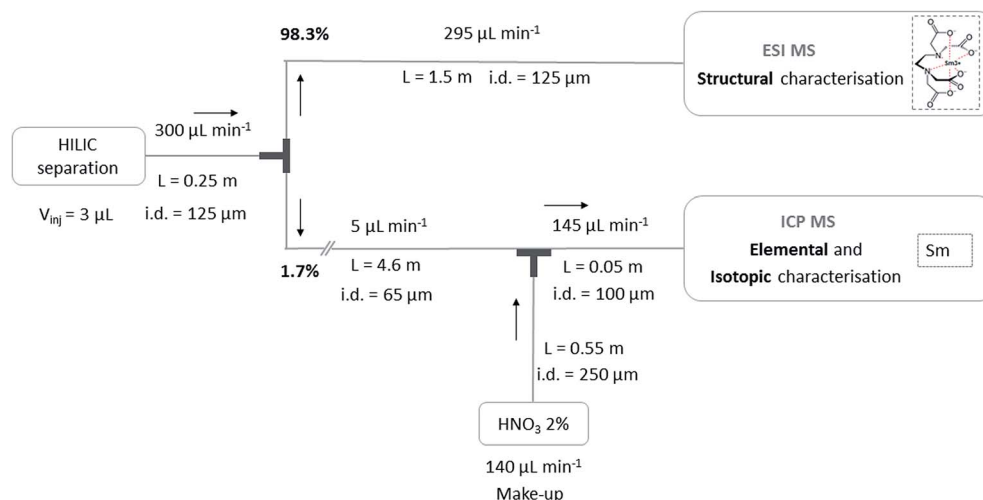 98.3%
295 µL min⁻¹
L = 1.5 m i.d. = 125 µm
ESI MS
Structural characterisation
Sm3+
300 µL min⁻¹
HILIC
separation
L = 0.25 m
i.d. = 125 µm
Vinj = 3 µL
1.7%
5 µL min⁻¹
L = 4.6 m
i.d. = 65 µm
145 µL min⁻¹
L = 0.05 m
i.d. = 100 µm
ICP MS
Elemental and
Isotopic characterisation
Sm
L = 0.55 m
i.d. = 250 µm
HNO₃ 2%
140 µL min⁻¹
Make-up